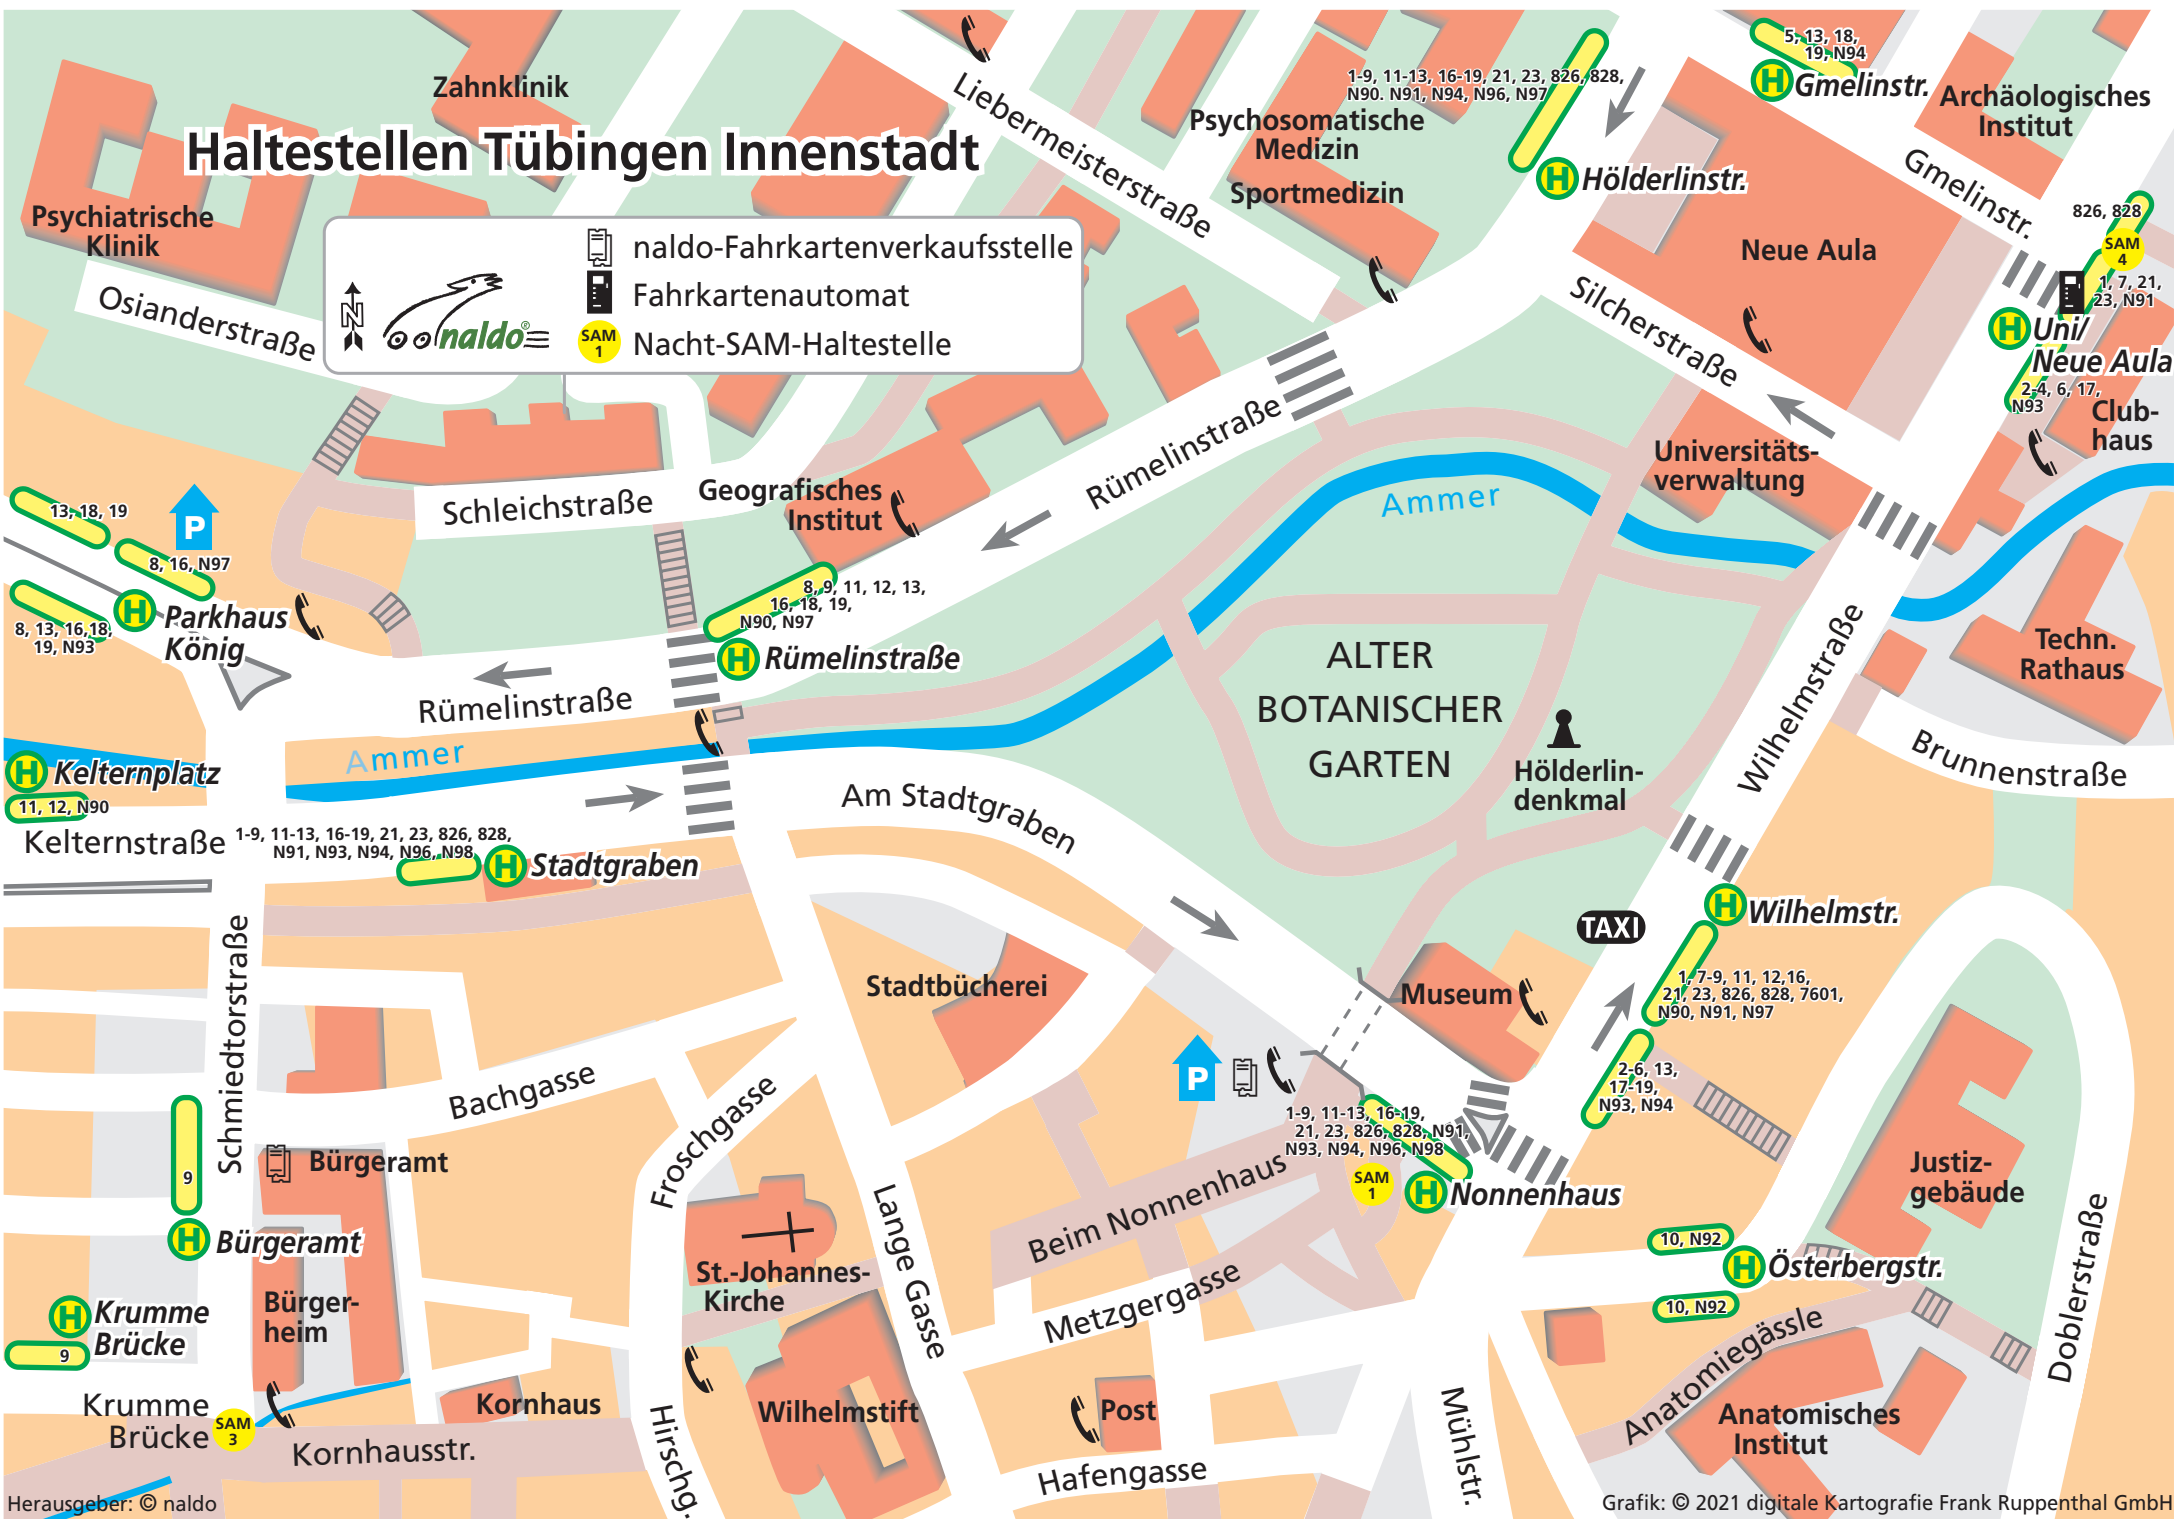 Haltestellen Tübingen Innenstadt
naldo®
N
naldo-Fahrkartenverkaufsstelle
Fahrkartenautomat
SAM
1
Nacht-SAM-Haltestelle
Zahnklinik
Psychiatrische
Klinik
Osianderstraße
Liebermeisterstraße
Psychosomatische
Medizin
Sportmedizin
1-9, 11-13, 16-19, 21, 23, 826, 828,
N90. N91, N94, N96, N97
H Hölderlinstr.
5, 13, 18,
19, N94
H Gmelinstr.
Archäologisches
Institut
Gmelinstr.
Neue Aula
826, 828
SAM
4
1, 7, 21,
23, N91
H Uni/
Neue Aula
2-4, 6, 17,
N93
Club-
haus
Silcherstraße
Universitäts-
verwaltung
Rümelinstraße
Ammer
Schleichstraße
Geografisches
Institut
13, 18, 19
P
8, 16, N97
8, 13, 16,18,
19, N93
H Parkhaus
König
8, 9, 11, 12, 13,
16, 18, 19,
N90, N97
H Rümelinstraße
Rümelinstraße
Ammer
ALTER
BOTANISCHER
GARTEN
Hölderlin-
denkmal
Wilhelmstraße
Techn.
Rathaus
Brunnenstraße
H Kelternplatz
11, 12, N90
Kelternstraße
1-9, 11-13, 16-19, 21, 23, 826, 828,
N91, N93, N94, N96, N98
H Stadtgraben
Am Stadtgraben
Schmiedtorstraße
Stadtbücherei
Museum
TAXI
H Wilhelmstr.
1, 7-9, 11, 12,16,
21, 23, 826, 828, 7601,
N90, N91, N97
2-6, 13,
17-19,
N93, N94
P
1-9, 11-13, 16-19,
21, 23, 826, 828, N91,
N93, N94, N96, N98
SAM
1
H Nonnenhaus
Bachgasse
Froschgasse
Lange Gasse
Beim Nonnenhaus
Metzgergasse
9
H Bürgeramt
Bürgeramt
Bürger-
heim
H Krumme
Brücke
9
Krumme
Brücke
SAM
3
Kornhausstr.
Kornhaus
St.-Johannes-
Kirche
Wilhelmstift
Hirschg.
Post
Hafengasse
Mühlstr.
10, N92
H Österbergstr.
10, N92
Justiz-
gebäude
Doblerstraße
Anatomiegässle
Anatomisches
Institut
Herausgeber: © naldo
Grafik: © 2021 digitale Kartografie Frank Ruppenthal GmbH